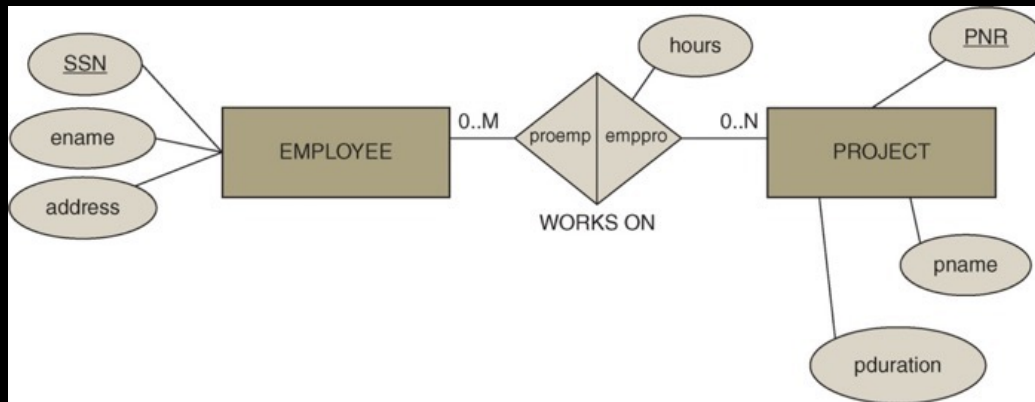 SSN
ename
address
EMPLOYEE
0..M
proemp
emppro
WORKS ON
hours
0..N
PNR
PROJECT
pname
pduration